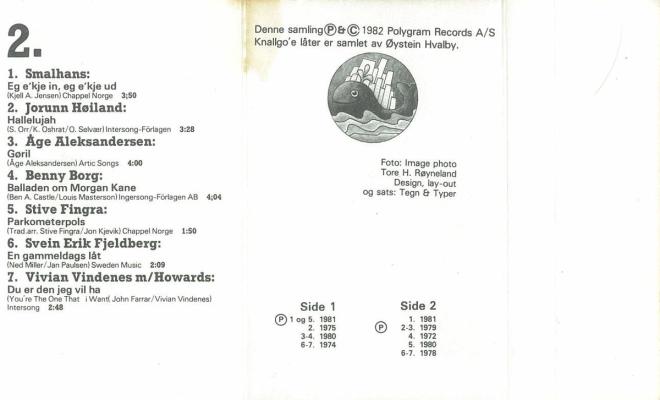 2.
1. Smalhans:
Eg e'kje in, eg e'kje ud
(Kjell A. Jensen) Chappel Norge 3;50
2. Jorunn Høiland:
Hallelujah
(S. Orr/K. Oshrat/O. Selvær) Intersong-Förlagen 3:28
3. Åge Aleksandersen:
Gøril
(Åge Aleksandersen) Artic Songs 4:00
4. Benny Borg:
Balladen om Morgan Kane
(Ben A. Castle/Louis Masterson) Ingersong-Förlagen AB 4;04
5. Stive Fingra:
Parkometerpols
(Trad.arr. Stive Fingra/Jon Kjevik) Chappel Norge 1:50
6. Svein Erik Fjeldberg:
En gammeldags låt
(Ned Miller/Jan Paulsen) Sweden Music 2:09
7. Vivian Vindenes m/Howards:
Du er den jeg vil ha
(You're The One That i Want( John Farrar/Vivian Vindenes)
Intersong 2:48
Denne samling Ⓟ & © 1982 Polygram Records A/S
Knallgo'e låter er samlet av Øystein Hvalby.
Foto: Image photo
Tore H. Røyneland
Design, lay-out
og sats: Tegn & Typer
Side 1
Ⓟ 1 og 5. 1981
2. 1975
3-4. 1980
6-7. 1974
Side 2
1. 1981
Ⓟ 2-3. 1979
4. 1972
5. 1980
6-7. 1978